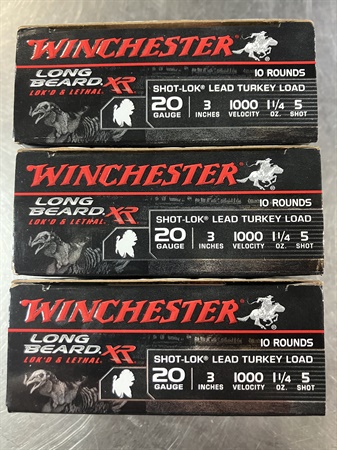 WINCHESTER
LONG BEARD XR
LOK'D & LETHAL.
10 ROUNDS
SHOT-LOK® LEAD TURKEY LOAD
20 3 1000 1 1/4 5
GAUGE INCHES VELOCITY OZ. SHOT
WINCHESTER
LONG BEARD XR
LOK'D & LETHAL.
10 ROUNDS
SHOT-LOK® LEAD TURKEY LOAD
20 3 1000 1 1/4 5
GAUGE INCHES VELOCITY OZ. SHOT
WINCHESTER
LONG BEARD XR
LOK'D & LETHAL.
10 ROUNDS
SHOT-LOK® LEAD TURKEY LOAD
20 3 1000 1 1/4 5
GAUGE INCHES VELOCITY OZ. SHOT